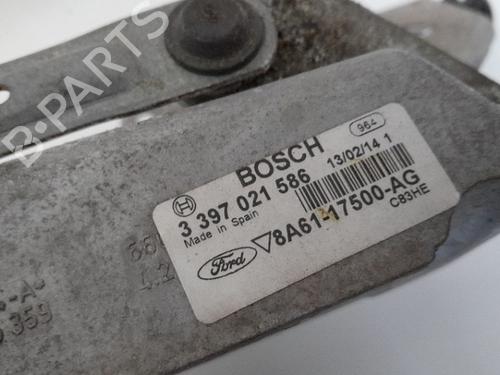 B-PARTS
964
BOSCH
3 397 021 586
13/02/14 1
Made in Spain
Ford
8A61-17500-AG
C83HE
359